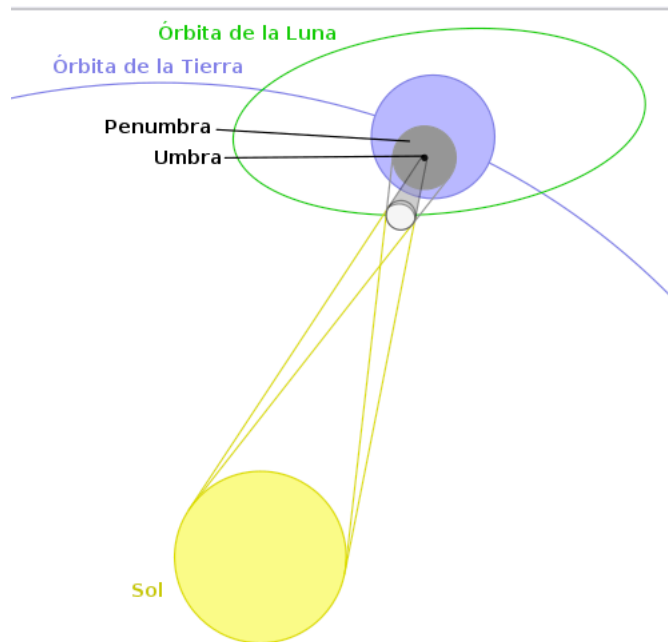 Órbita de la Luna
Órbita de la Tierra
Penumbra
Umbra
Sol